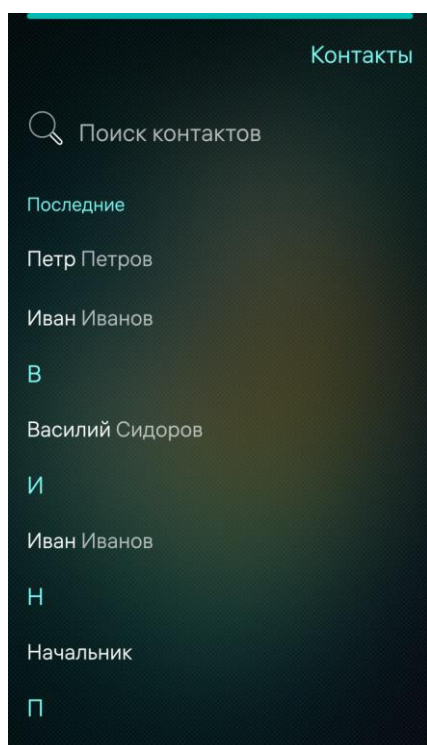 Контакты
Поиск контактов
Последние
Петр Петров
Иван Иванов
В
Василий Сидоров
И
Иван Иванов
Н
Начальник
П